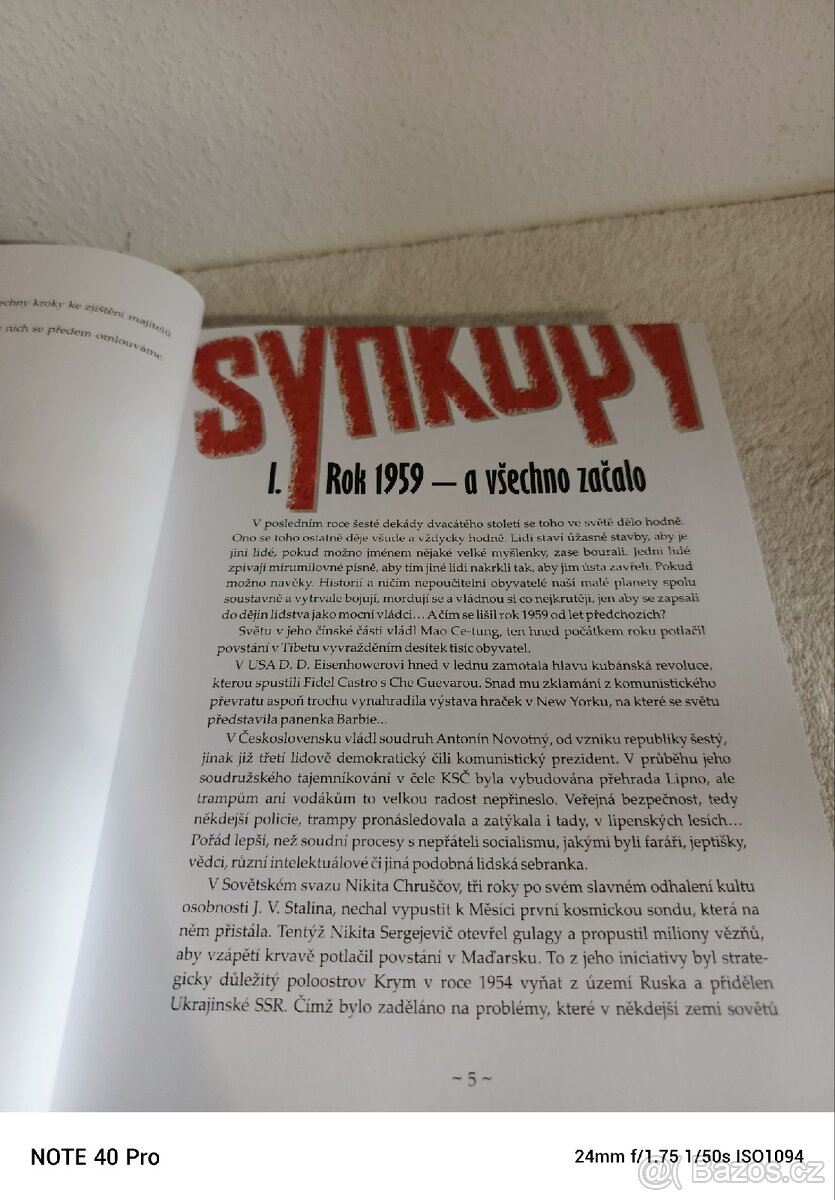 echny kroky ke zjištění majitelů
nich se předem omlouváme.
SYNKOPY
I. Rok 1959 — a všechno začalo
V posledním roce šesté dekády dvacátého století se toho ve světě dělo hodně.
Ono se toho ostatně děje všude a vždycky hodně. Lidi staví úžasné stavby, aby je
jiní lidé, pokud možno jménem nějaké velké myšlenky, zase bourali. Jedni lidé
zpívají mírumilovné písně, aby tím jiné lidi nakrkli tak, aby jim ústa zavřeli. Pokud
možno navěky. Historií a ničím nepoučitelní obyvatelé naší malé planety spolu
soustavně a vytrvale bojují, mordují se a vládnou si co nejkrutěji, jen aby se zapsali
do dějin lidstva jako mocní vládci… A čím se lišil rok 1959 od let předchozích?
Světu v jeho čínské části vládl Mao Ce-tung, ten hned počátkem roku potlačil
povstání v Tibetu vyvražděním desítek tisíc obyvatel.
V USA D. D. Eisenhowerovi hned v lednu zamotala hlavu kubánská revoluce,
kterou spustili Fidel Castro s Che Guevarou. Snad mu zklamání z komunistického
převratu aspoň trochu vynahradila výstava hraček v New Yorku, na které se světu
představila panenka Barbie...
V Československu vládl soudruh Antonín Novotný, od vzniku republiky šestý,
jinak již třetí lidově demokratický čili komunistický prezident. V průběhu jeho
soudružského tajemníkování v čele KSČ byla vybudována přehrada Lipno, ale
trampům ani vodákům to velkou radost nepřineslo. Veřejná bezpečnost, tedy
někdejší policie, trampy pronásledovala a zatýkala i tady, v lipenských lesích…
Pořád lepší, než soudní procesy s nepřáteli socialismu, jakými byli faráři, jeptišky,
vědci, různí intelektuálové či jiná podobná lidská sebranka.
V Sovětském svazu Nikita Chruščov, tři roky po svém slavném odhalení kultu
osobnosti J. V. Stalina, nechal vypustit k Měsíci první kosmickou sondu, která na
něm přistála. Tentýž Nikita Sergejevič otevřel gulagy a propustil miliony vězňů,
aby vzápětí krvavě potlačil povstání v Maďarsku. To z jeho iniciativy byl strate-
gicky důležitý poloostrov Krym v roce 1954 vyňat z území Ruska a přidělen
Ukrajinské SSR. Čímž bylo zaděláno na problémy, které v někdejší zemi sovětů
~ 5 ~
NOTE 40 Pro
24mm f/1.75 1/50s ISO1094
@ Bazos.cz